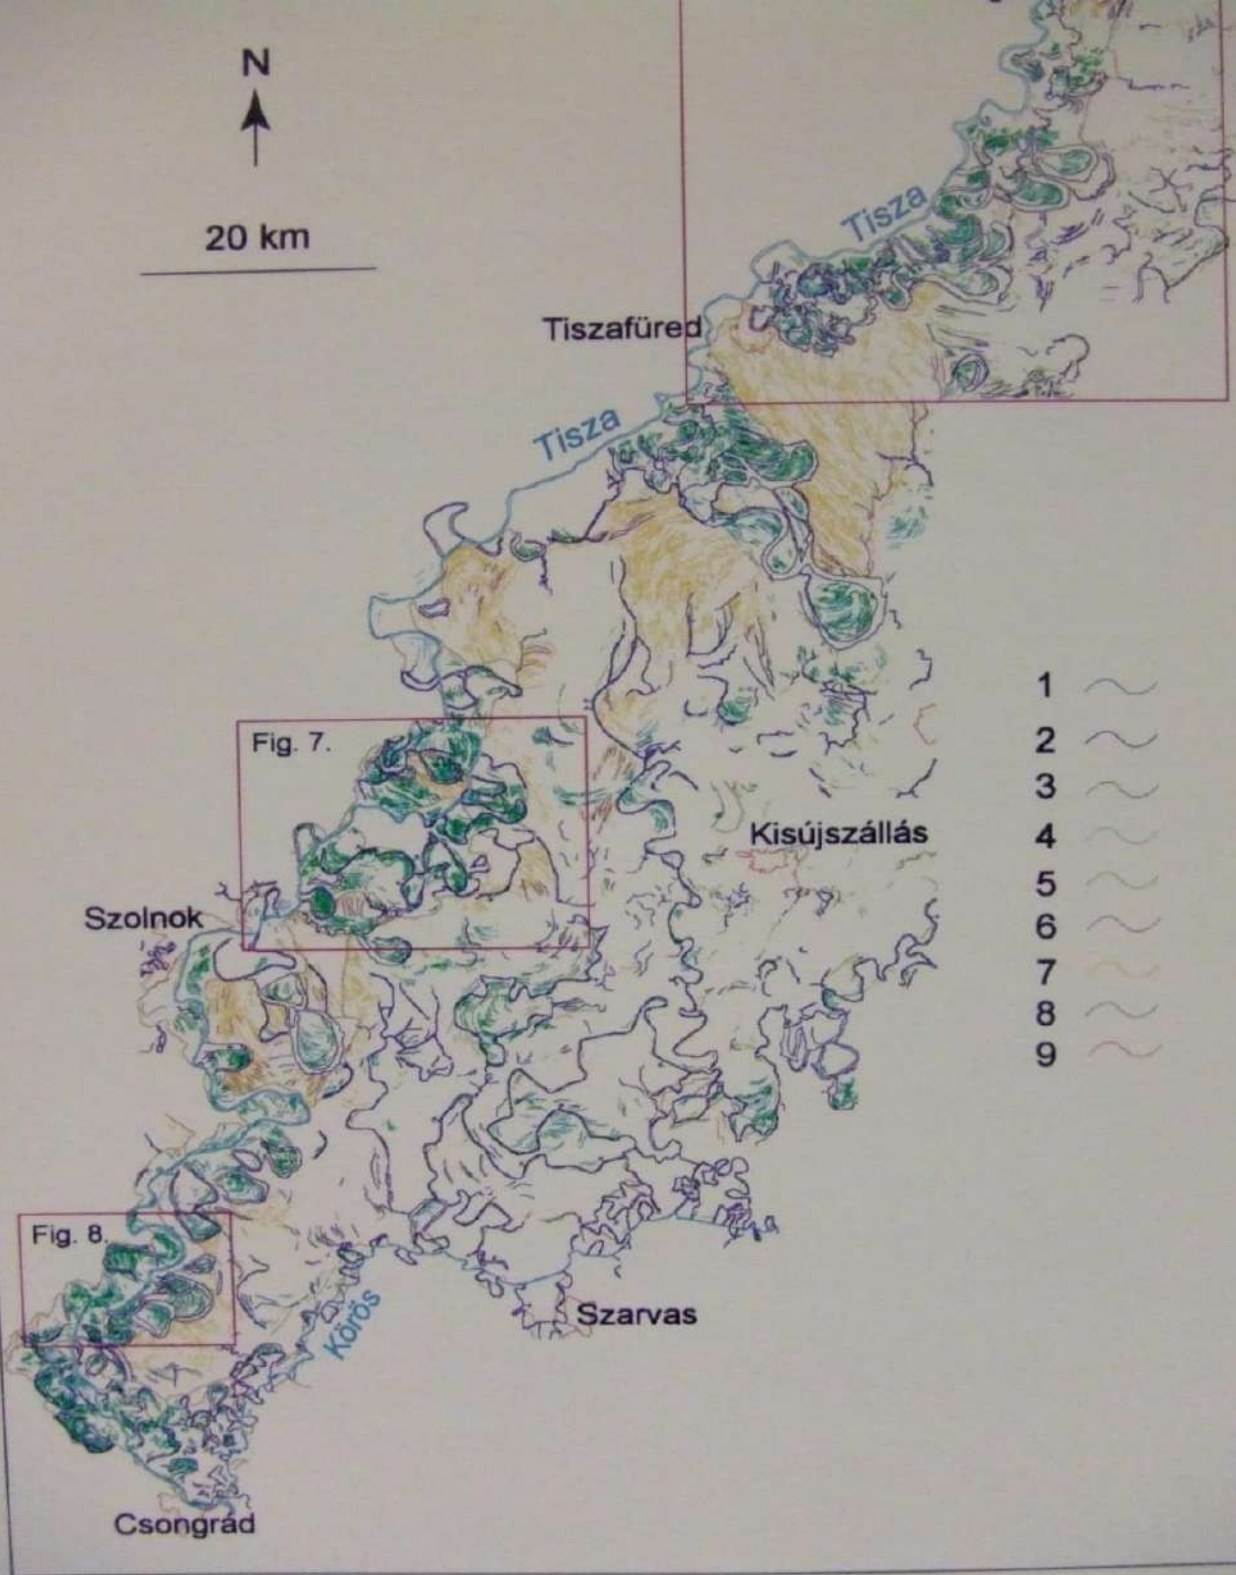 N
20 km
Tisza
Tiszafüred
Tisza
Fig. 7.
Kisújszállás
Szolnok
Fig. 8.
Szarvas
Körös
Csongrád
1
2
3
4
5
6
7
8
9